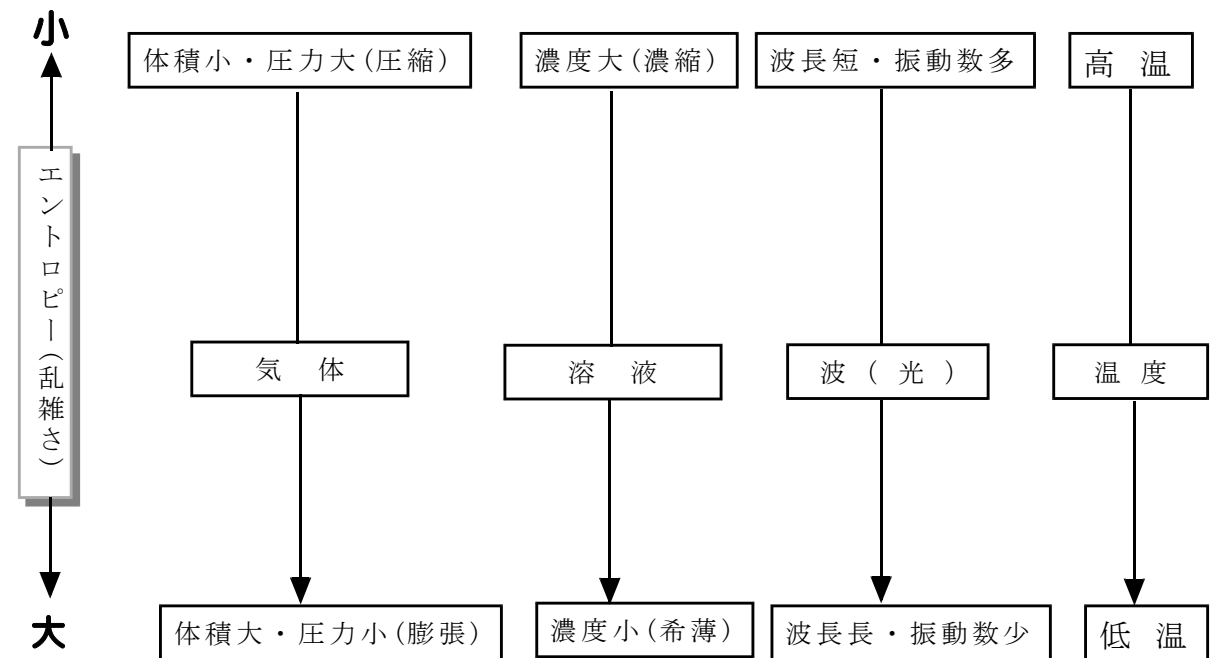 小
体積小・圧力大(圧縮)
濃度大(濃縮)
波長短・振動数多
高 温
エントロピー(乱雑さ)
気 体
溶 液
波 ( 光 )
温 度
大
体積大・圧力小(膨張)
濃度小(希薄)
波長長・振動数少
低 温